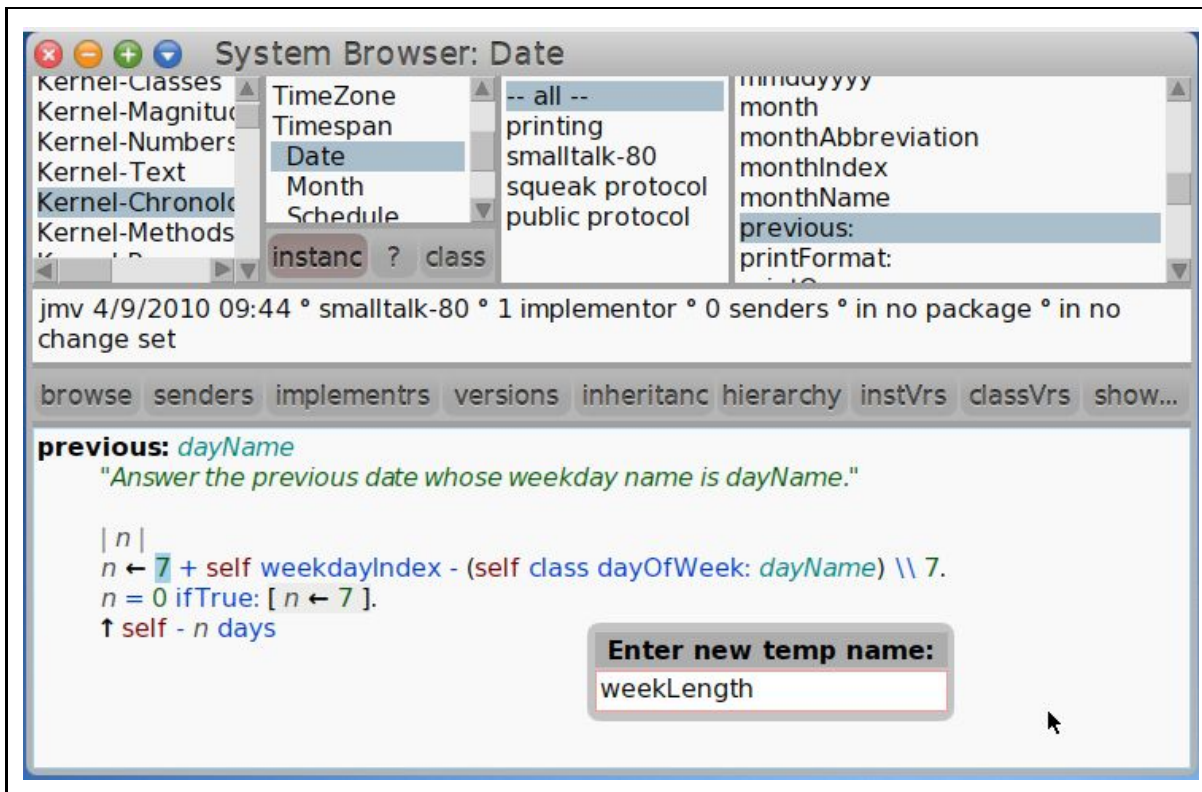 System Browser: Date
Kernel-Classes
Kernel-Magnituc
Kernel-Numbers
Kernel-Text
Kernel-Chronolc
Kernel-Methods
TimeZone
Timespan
Date
Month
Schedule
instanc ? class
-- all --
printing
smalltalk-80
squeak protocol
public protocol
mmddyyyy
month
monthAbbreviation
monthIndex
monthName
previous:
printFormat:
jmv 4/9/2010 09:44 ° smalltalk-80 ° 1 implementor ° 0 senders ° in no package ° in no
change set
browse senders implementrs versions inheritanc hierarchy instVrs classVrs show...
previous: dayName
"Answer the previous date whose weekday name is dayName."
| n |
n ← 7 + self weekdayIndex - (self class dayOfWeek: dayName) \\ 7.
n = 0 ifTrue: [ n ← 7 ].
↑ self - n days
Enter new temp name:
weekLength